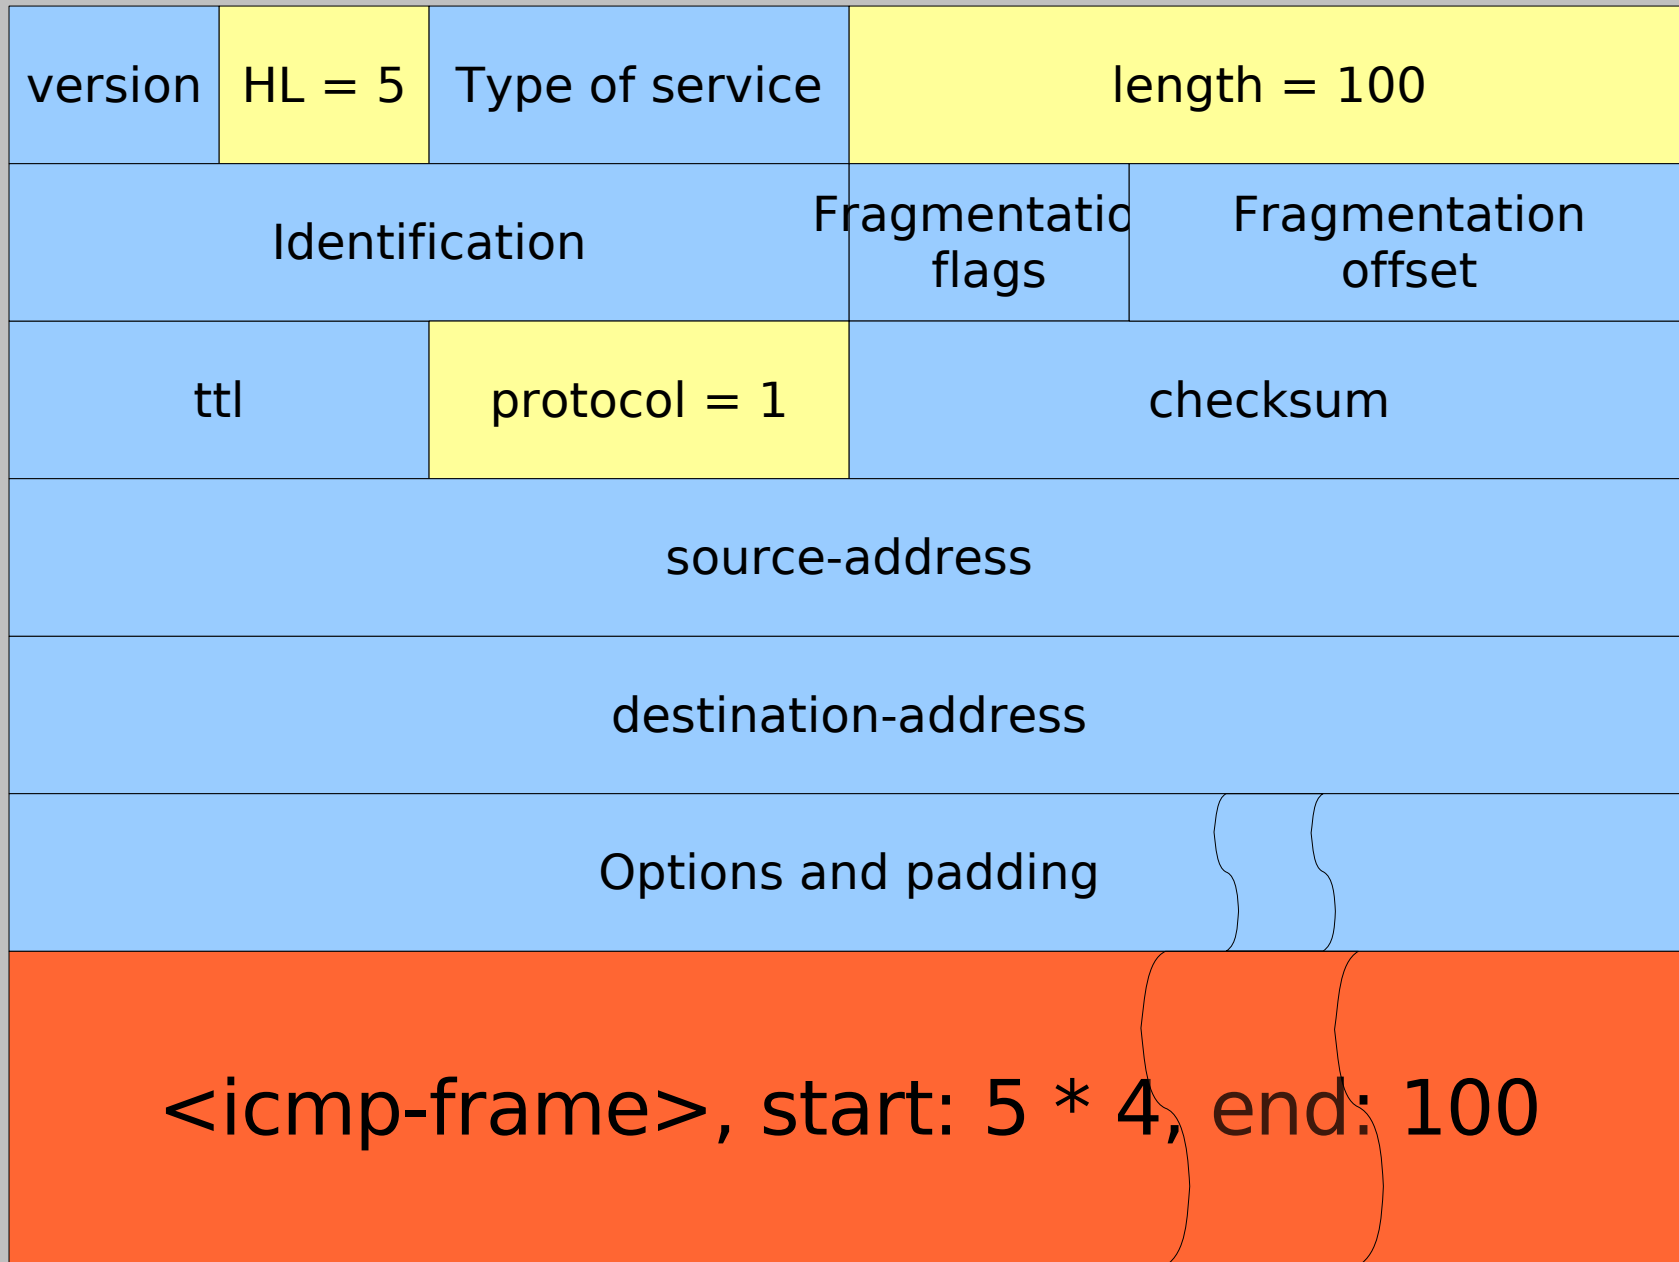 version HL = 5 Type of service length = 100
Identification
Fragmentatio
flags
Fragmentation
offset
ttl protocol = 1 checksum
source-address
destination-address
Options and padding
<icmp-frame>, start: 5 * 4, end: 100